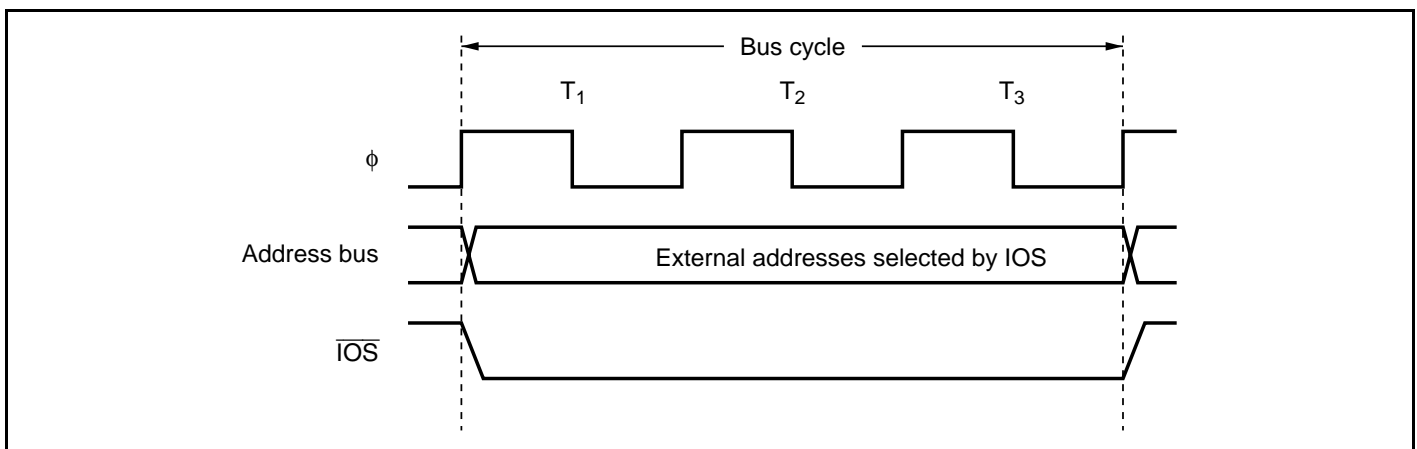 Bus cycle
T1 T2 T3
ϕ
Address bus External addresses selected by IOS
IOS